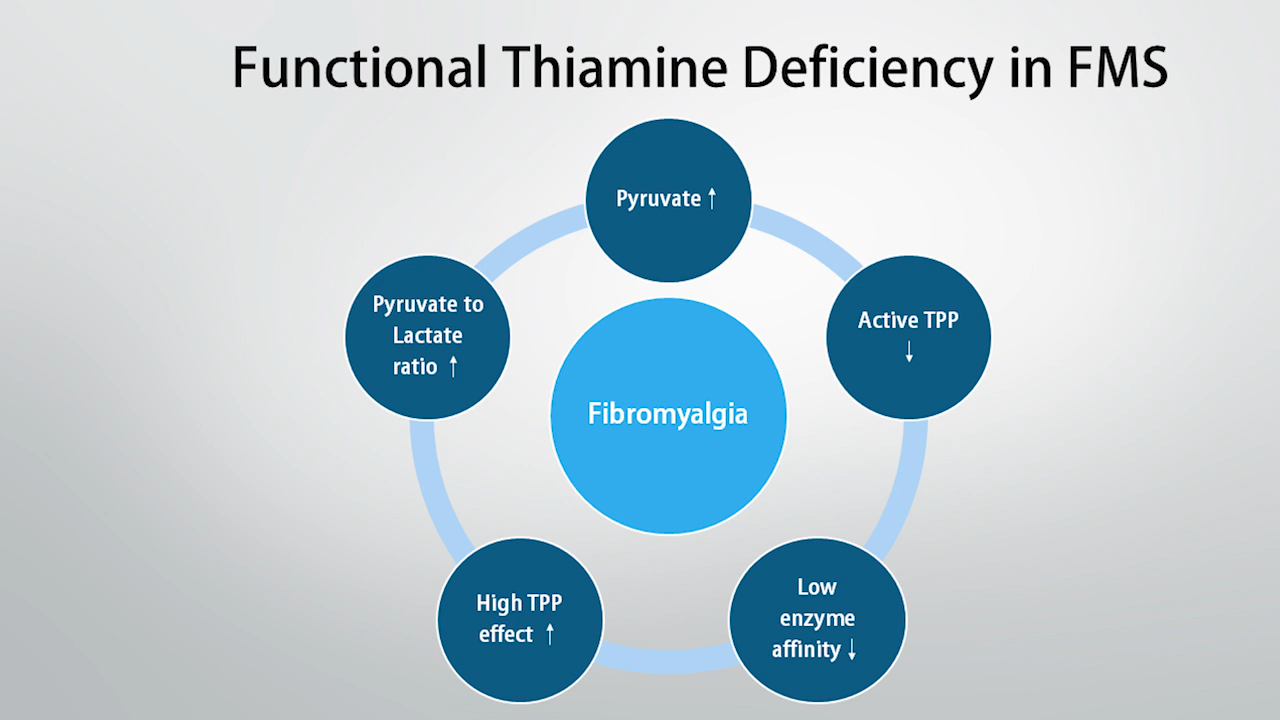 Functional Thiamine Deficiency in FMS
Pyruvate ↑
Active TPP
↓
Low
enzyme
affinity ↓
High TPP
effect ↑
Pyruvate to
Lactate
ratio ↑
Fibromyalgia